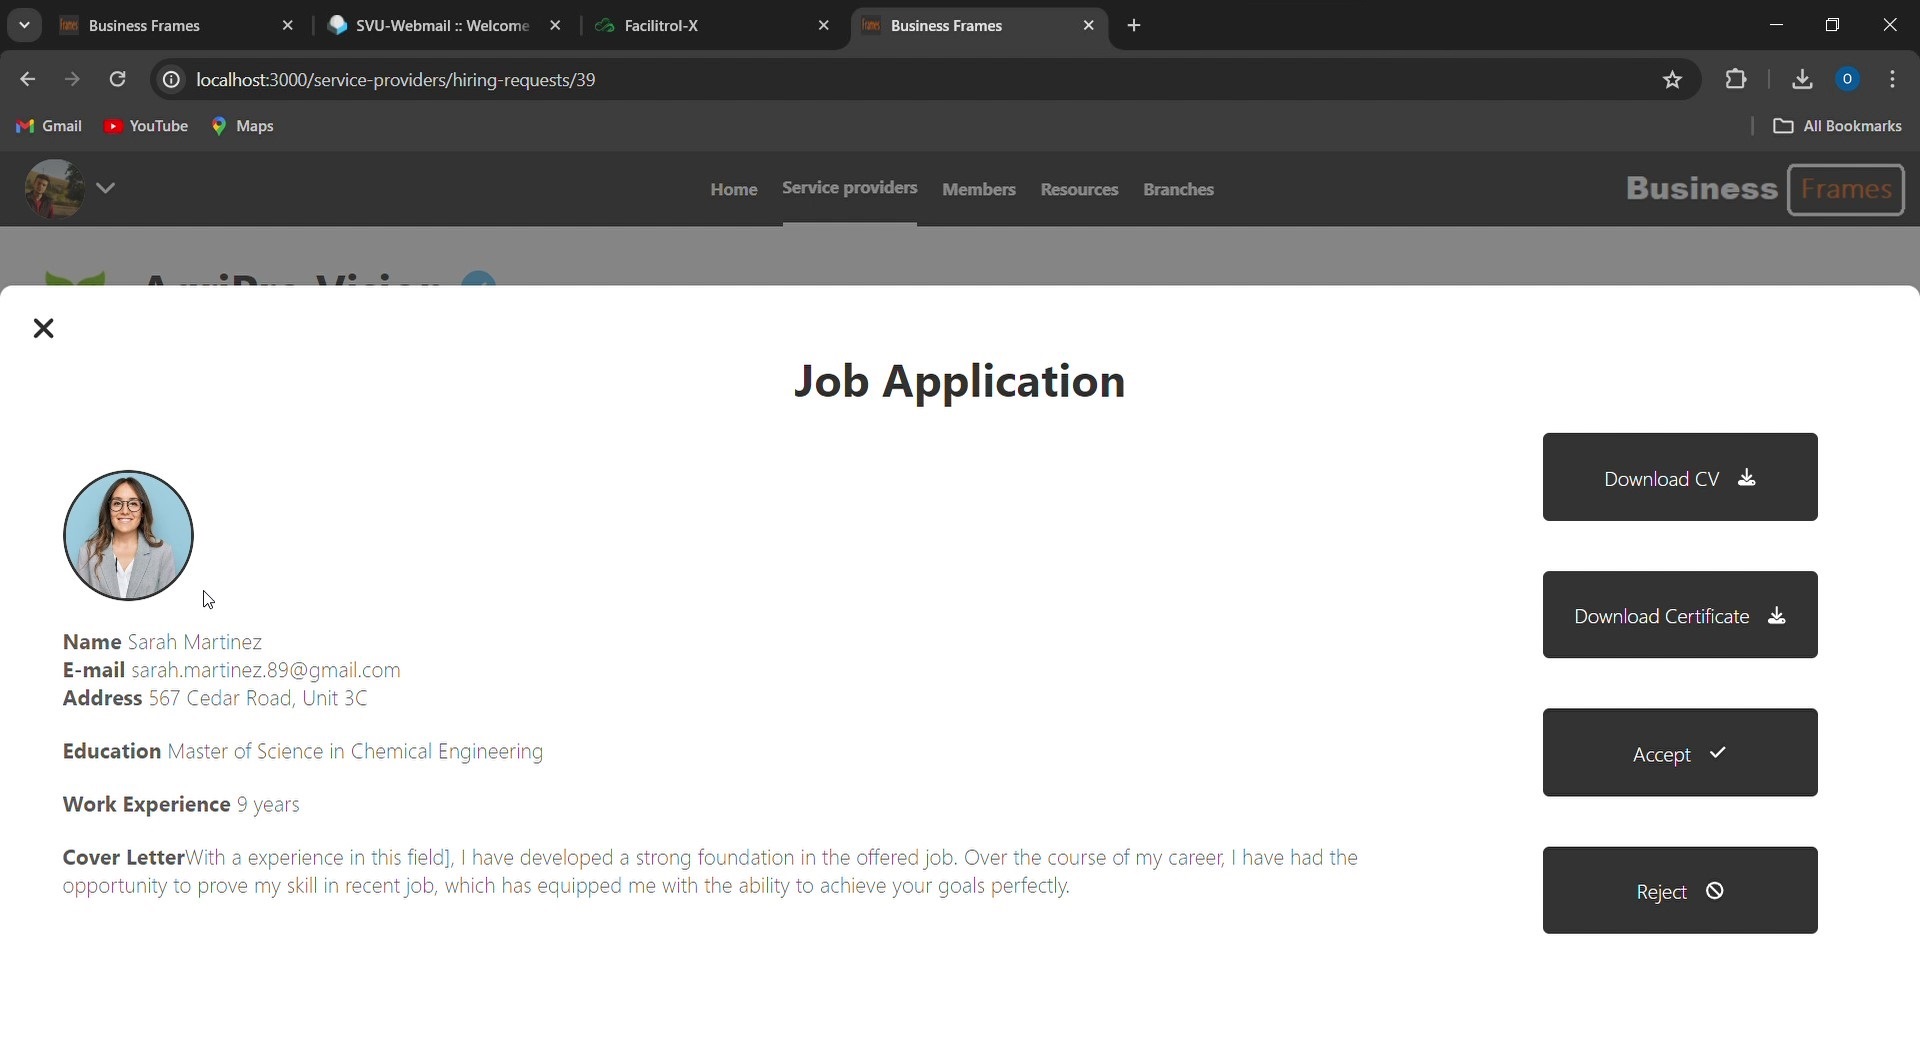 Business Frames
SVU-Webmail :: Welcome
Facilitrol-X
Business Frames
localhost:3000/service-providers/hiring-requests/39
O
Gmail
YouTube
Maps
All Bookmarks
Home
Service providers
Members
Resources
Branches
Business Frames
AgriPro Vision
Job Application
Download CV
Download Certificate
Accept
Reject
Name Sarah Martinez
E-mail sarah.martinez.89@gmail.com
Address 567 Cedar Road, Unit 3C
Education Master of Science in Chemical Engineering
Work Experience 9 years
Cover LetterWith a experience in this field], I have developed a strong foundation in the offered job. Over the course of my career, I have had the
opportunity to prove my skill in recent job, which has equipped me with the ability to achieve your goals perfectly.